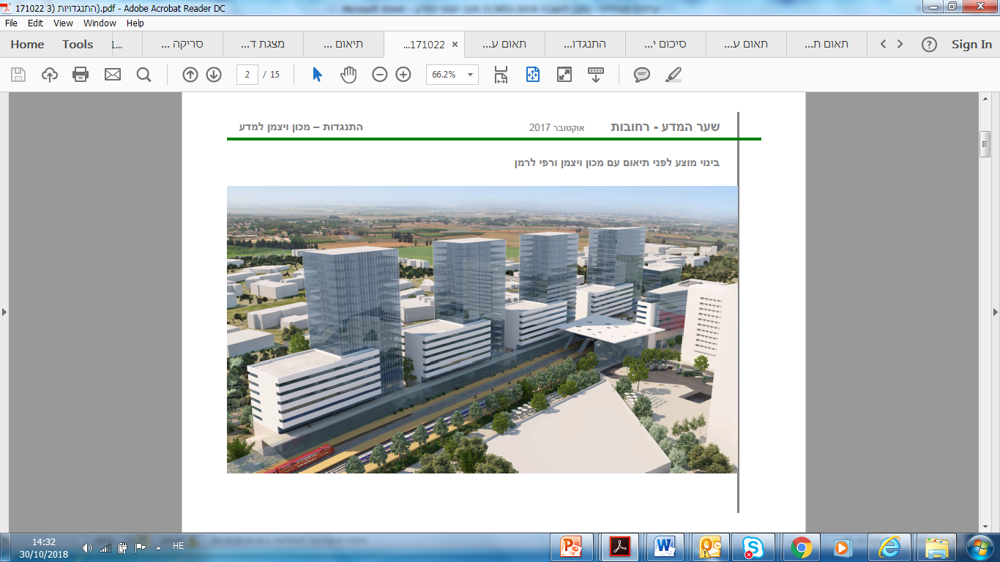 171022 3) התנגדויות).pdf - Adobe Acrobat Reader DC
File Edit View Window Help
Home Tools 1... סריקה ... מצגת ד... תיאום ... 171022... תאום ע... התנגדו... סיכום י... תאום ע... תאום ת... Sign In
2 / 15 66.2%
שער המדע - רחובות אוקטובר 2017 התנגדות – מכון ויצמן למדע
בינוי מוצע לפני תיאום עם מכון ויצמן ורפי לרמן
14:32
HE
30/10/2018